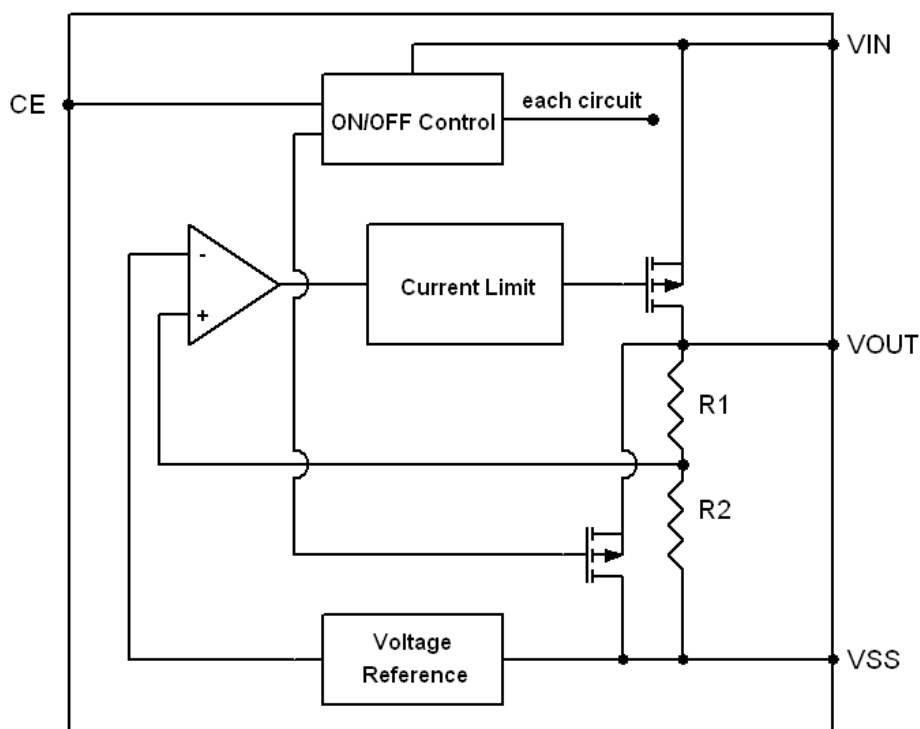 VIN
CE
ON/OFF Control
each circuit
-
+
Current Limit
VOUT
R1
R2
Voltage
Reference
VSS